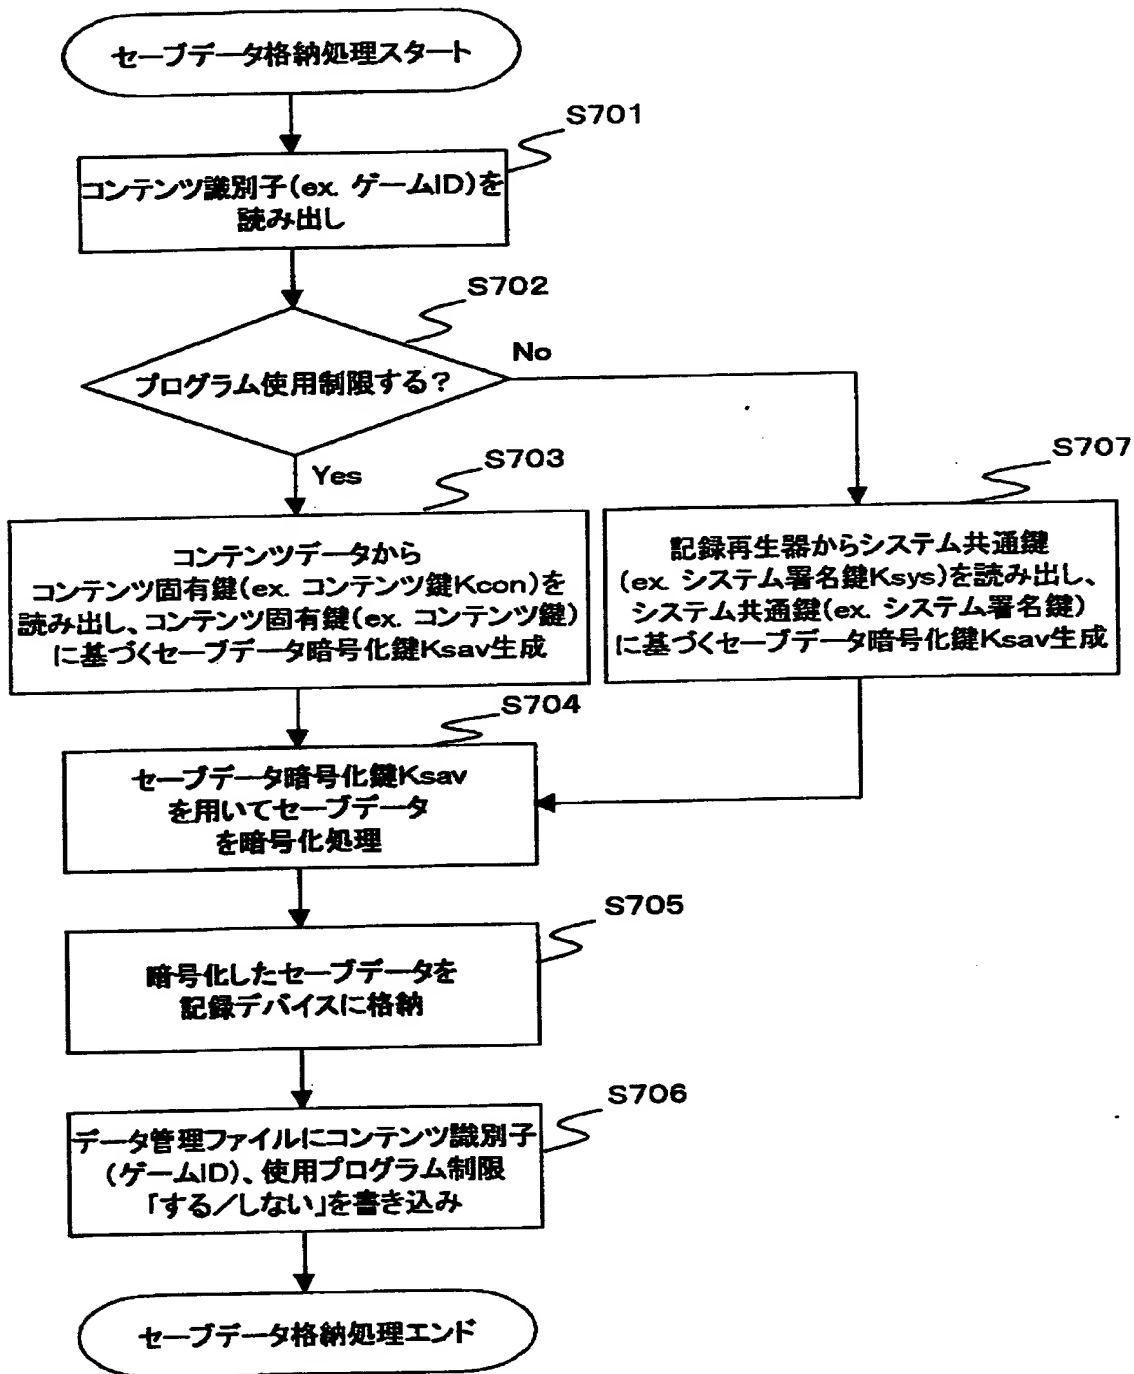 セーブデータ格納処理スタート
S701
コンテンツ識別子(ex. ゲームID)を
読み出し
S702
プログラム使用制限する?
No
Yes
S703
コンテンツデータから
コンテンツ固有鍵(ex. コンテンツ鍵Kcon)を
読み出し、コンテンツ固有鍵(ex. コンテンツ鍵)
に基づくセーブデータ暗号化鍵Ksav生成
S707
記録再生器からシステム共通鍵
(ex. システム署名鍵Ksys)を読み出し、
システム共通鍵(ex. システム署名鍵)
に基づくセーブデータ暗号化鍵Ksav生成
S704
セーブデータ暗号化鍵Ksav
を用いてセーブデータ
を暗号化処理
S705
暗号化したセーブデータを
記録デバイスに格納
S706
データ管理ファイルにコンテンツ識別子
(ゲームID)、使用プログラム制限
「する/しない」を書き込み
セーブデータ格納処理エンド